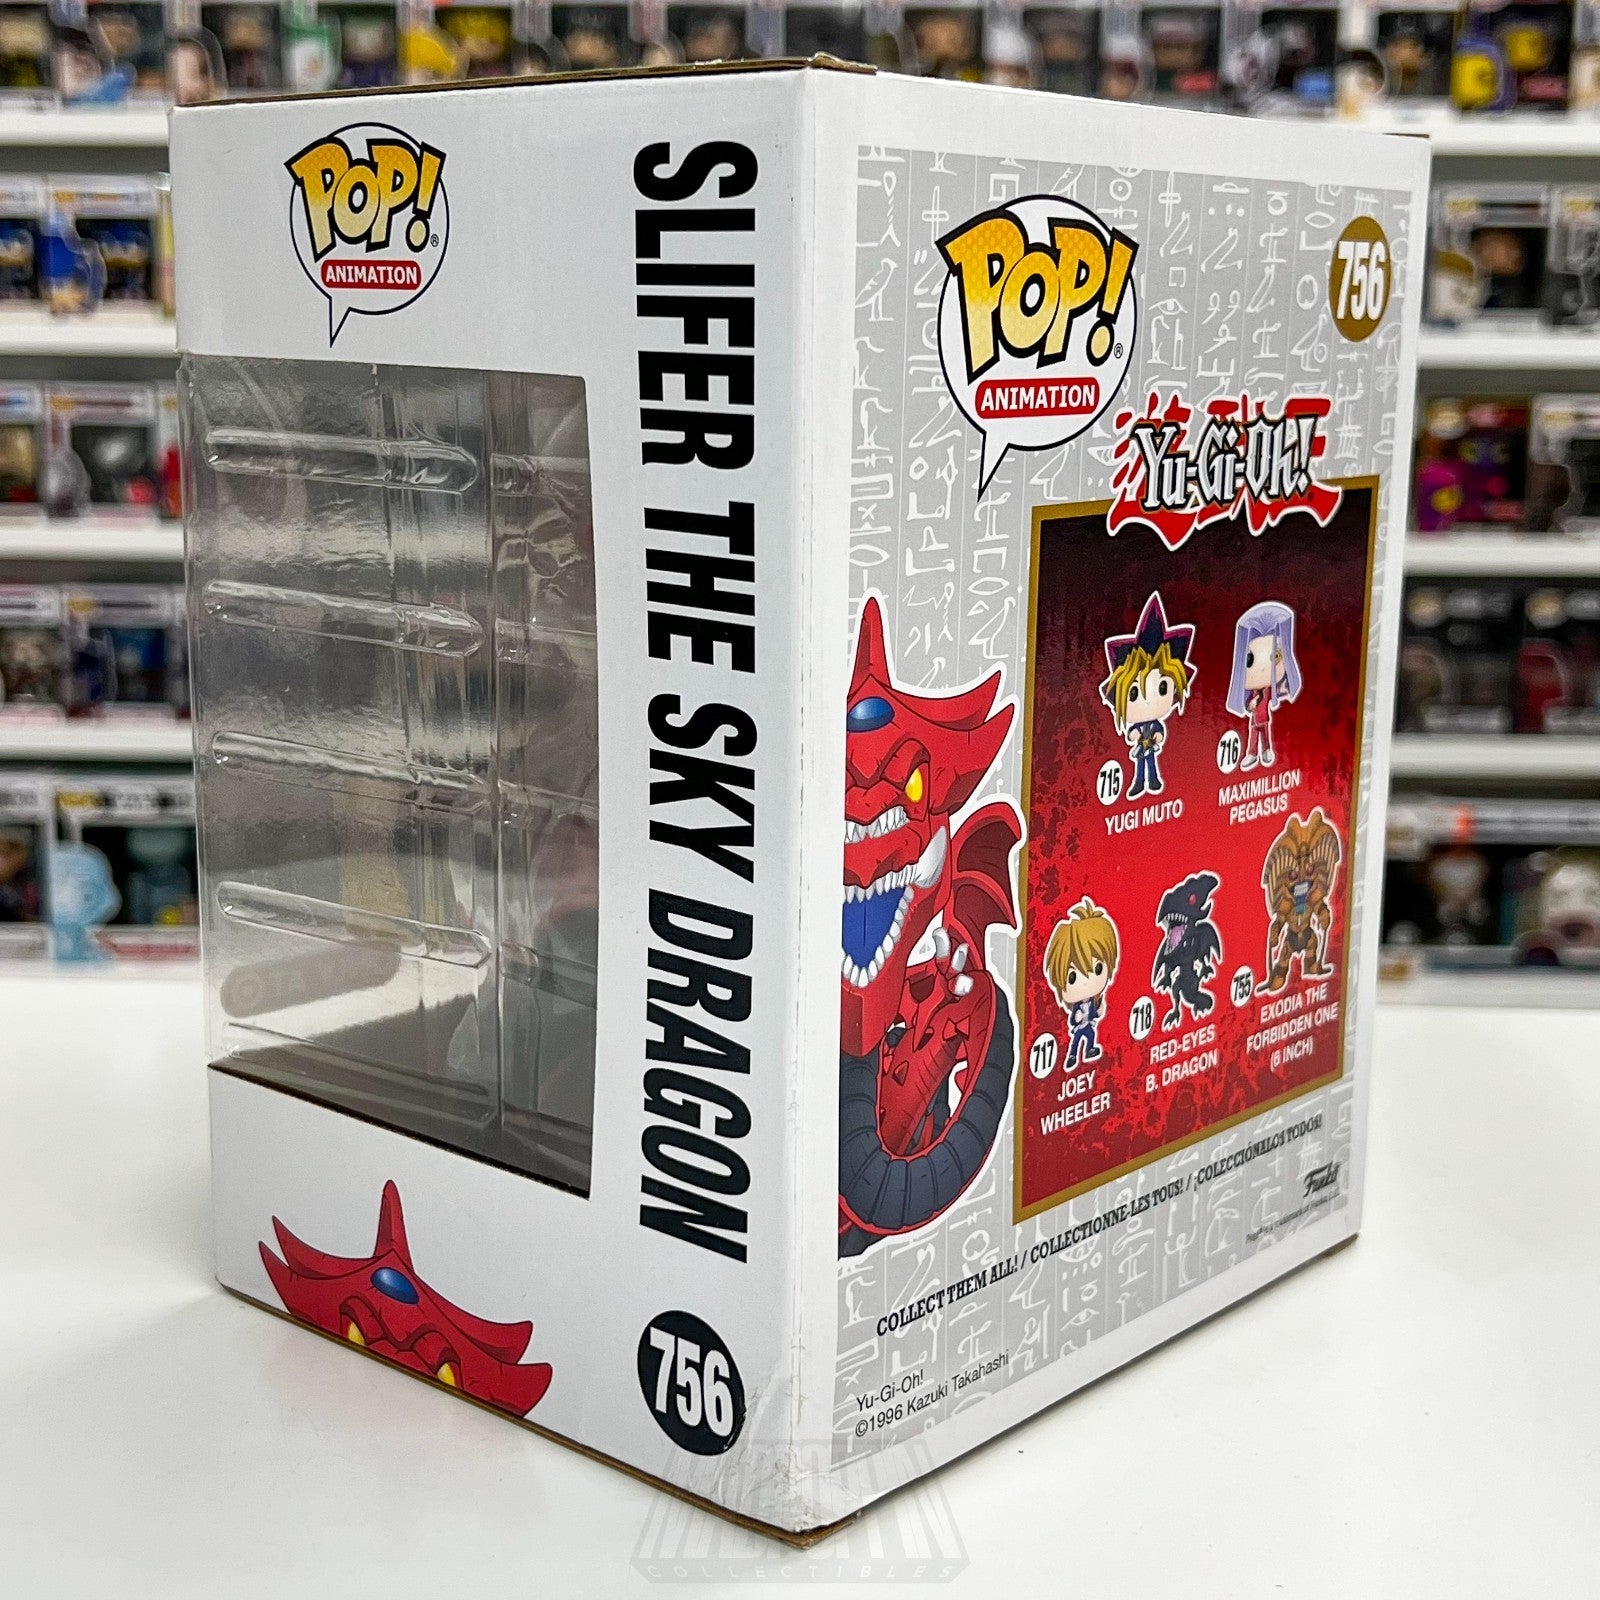 POP!
ANIMATION
SLIFER THE SKY DRAGON
756
POP!
ANIMATION
756
Yu-Gi-Oh!
715
YUGI MUTO
716
MAXIMILLION
PEGASUS
717
JOEY
WHEELER
718
RED-EYES
B. DRAGON
755
EXODIA THE
FORBIDDEN ONE
(6 INCH)
COLLECT THEM ALL! / COLLECTIONNE-LES TOUS! / ¡COLECCIÓNALOS TODOS!
Funko
Yu-Gi-Oh!
©1996 Kazuki Takahashi
COLLECTIBLES